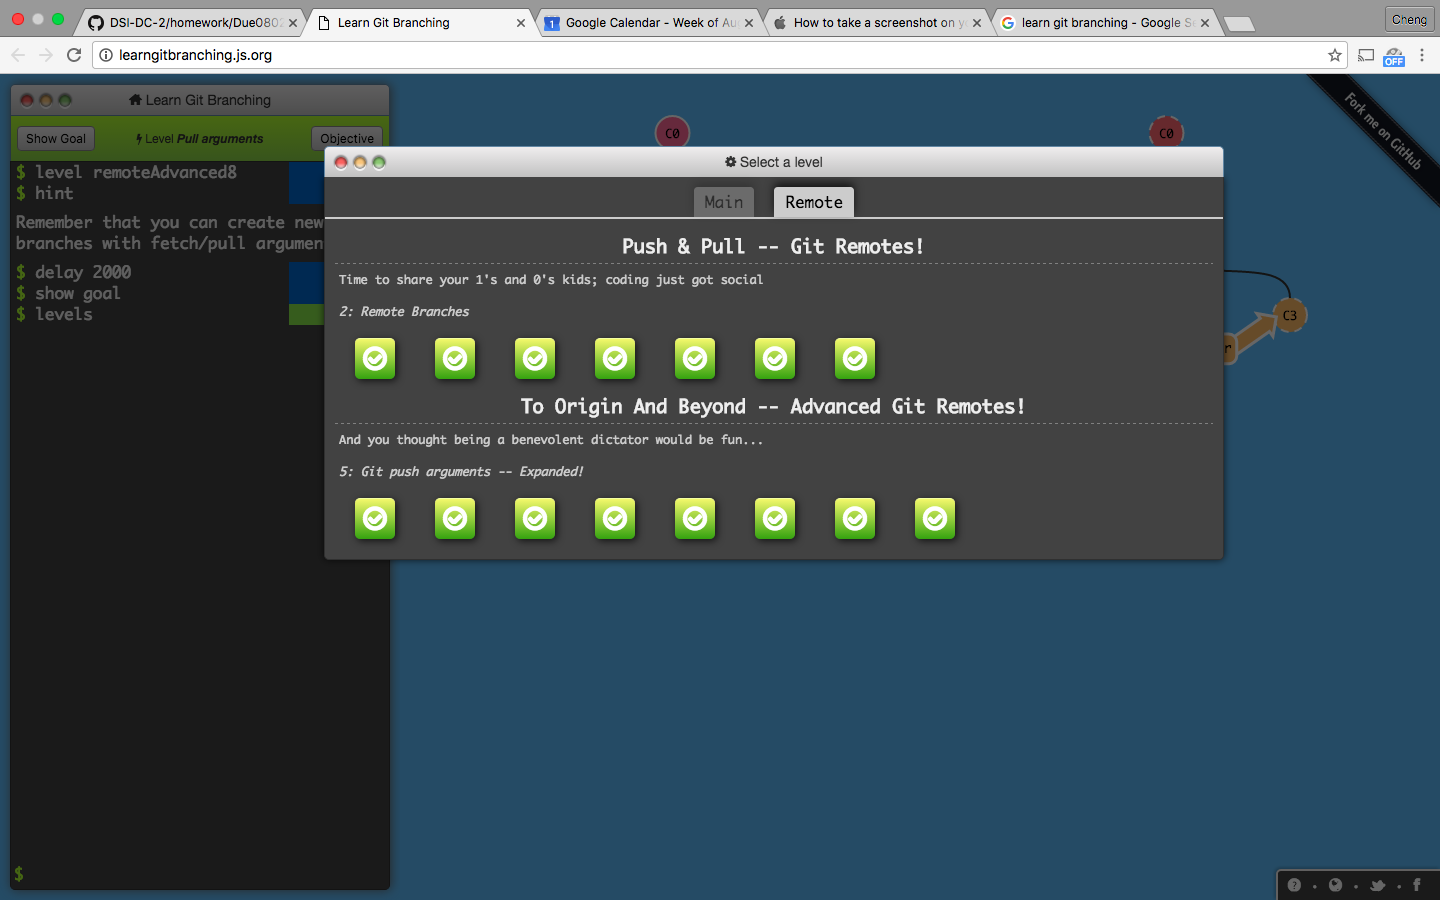 DSI-DC-2/homework/Due0802
Learn Git Branching
Google Calendar - Week of Au
How to take a screenshot on y
learn git branching - Google S
Cheng
learngitbranching.js.org
OFF
Learn Git Branching
Show Goal
Level Pull arguments
Objective
$ level remoteAdvanced8
$ hint
Remember that you can create new
branches with fetch/pull argumen
$ delay 2000
$ show goal
$ levels
$
C0
C0
Fork me on GitHub
C3
r
Select a level
Main
Remote
Push & Pull -- Git Remotes!
Time to share your 1's and 0's kids; coding just got social
2: Remote Branches
To Origin And Beyond -- Advanced Git Remotes!
And you thought being a benevolent dictator would be fun...
5: Git push arguments -- Expanded!